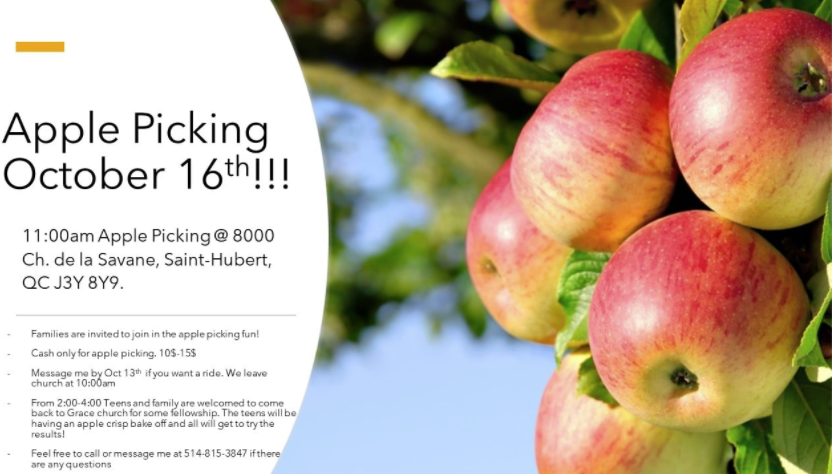 Apple Picking
October 16th!!!
11:00am Apple Picking @ 8000
Ch. de la Savane, Saint-Hubert,
QC J3Y 8Y9.
- Families are invited to join in the apple picking fun!
- Cash only for apple picking. 10$-15$
- Message me by Oct 13th if you want a ride. We leave
church at 10:00am
- From 2:00-4:00 Teens and family are welcomed to come
back to Grace church for some fellowship. The teens will be
having an apple crisp bake off and all will get to try the
results!
- Feel free to call or message me at 514-815-3847 if there
are any questions